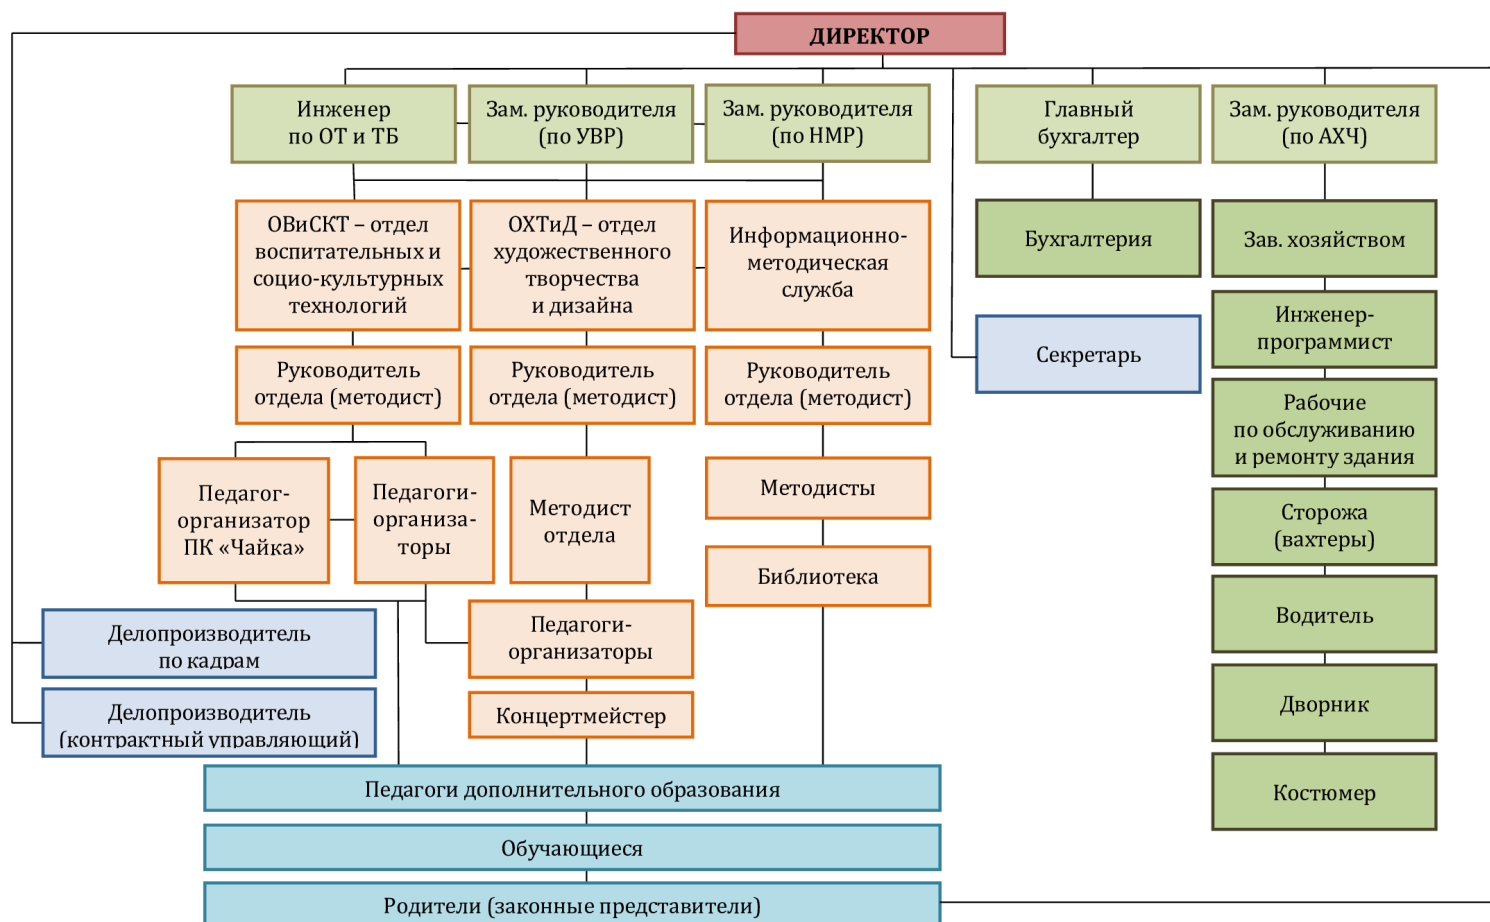 ДИРЕКТОР
Инженер
по ОТ и ТБ
Зам. руководителя
(по УВР)
Зам. руководителя
(по НМР)
Главный
бухгалтер
Зам. руководителя
(по АХЧ)
ОВиСКТ – отдел
воспитательных и
социо-культурных
технологий
ОХТиД – отдел
художественного
творчества
и дизайна
Информационно-
методическая
служба
Бухгалтерия
Зав. хозяйством
Секретарь
Инженер-
программист
Руководитель
отдела (методист)
Руководитель
отдела (методист)
Руководитель
отдела (методист)
Рабочие
по обслуживанию
и ремонту здания
Педагог-
организатор
ПК «Чайка»
Педагоги-
организа-
торы
Методист
отдела
Методисты
Сторожа
(вахтеры)
Библиотека
Водитель
Делопроизводитель
по кадрам
Педагоги-
организаторы
Дворник
Делопроизводитель
(контрактный управляющий)
Концертмейстер
Костюмер
Педагоги дополнительного образования
Обучающиеся
Родители (законные представители)